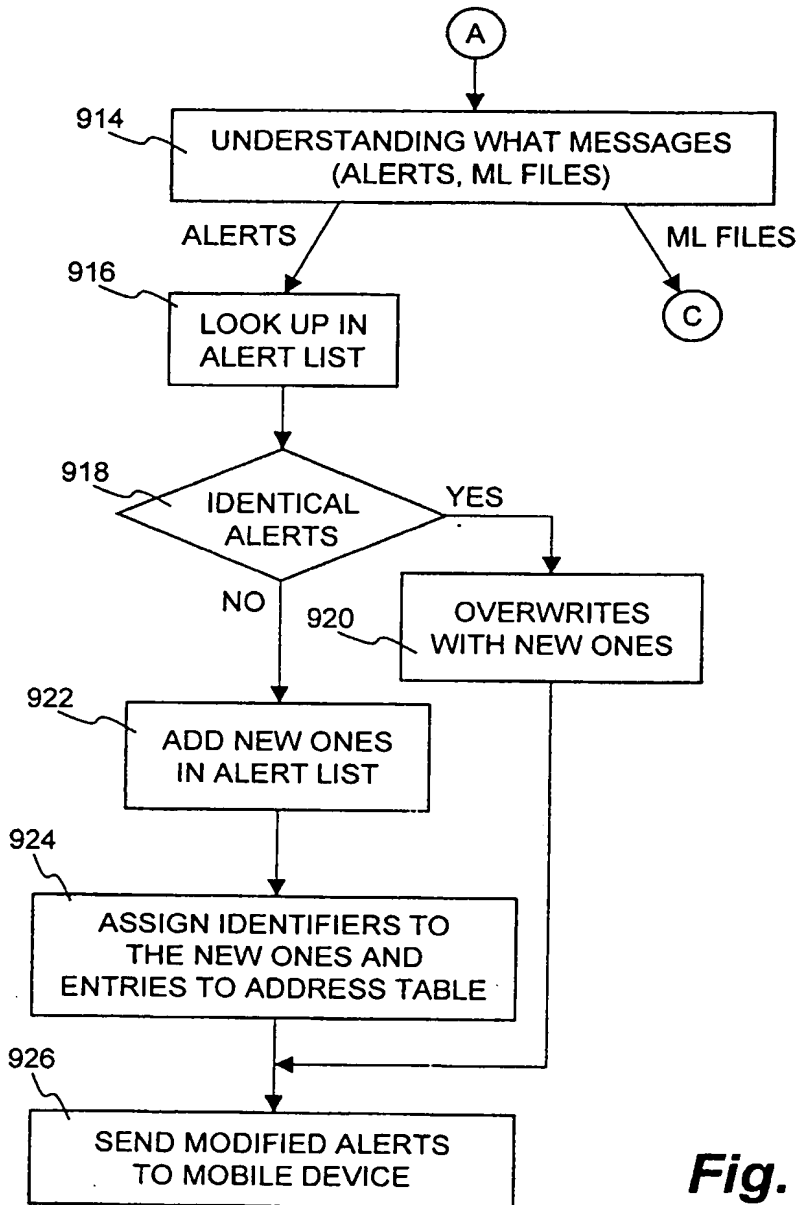 A
914
UNDERSTANDING WHAT MESSAGES
(ALERTS, ML FILES)
ALERTS
ML FILES
916
LOOK UP IN
ALERT LIST
C
918
IDENTICAL
ALERTS
YES
NO
920
OVERWRITES
WITH NEW ONES
922
ADD NEW ONES
IN ALERT LIST
924
ASSIGN IDENTIFIERS TO
THE NEW ONES AND
ENTRIES TO ADDRESS TABLE
926
SEND MODIFIED ALERTS
TO MOBILE DEVICE
Fig.